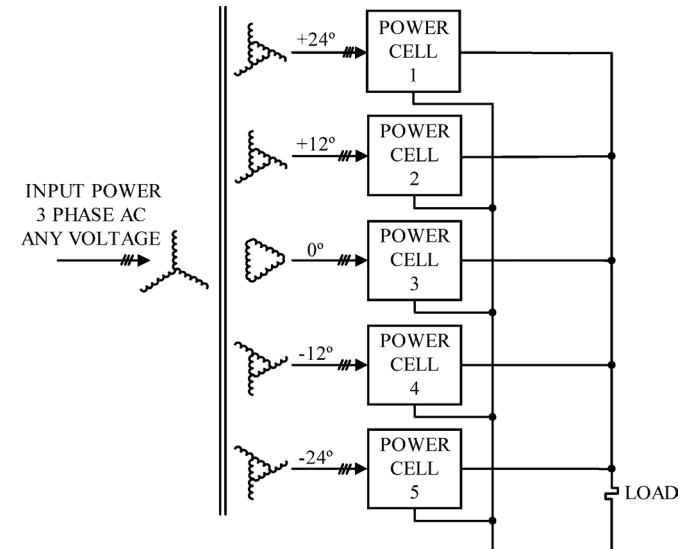 POWER
CELL
1
+24º
POWER
CELL
2
+12º
INPUT POWER
3 PHASE AC
ANY VOLTAGE
POWER
CELL
3
0º
POWER
CELL
4
-12º
POWER
CELL
5
-24º
LOAD